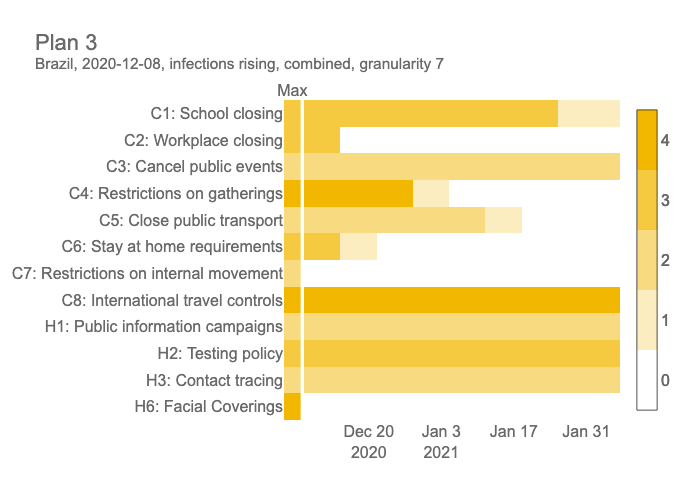 Plan 3
Brazil, 2020-12-08, infections rising, combined, granularity 7
Max
C1: School closing
C2: Workplace closing
C3: Cancel public events
C4: Restrictions on gatherings
C5: Close public transport
C6: Stay at home requirements
C7: Restrictions on internal movement
C8: International travel controls
H1: Public information campaigns
H2: Testing policy
H3: Contact tracing
H6: Facial Coverings
Dec 20 Jan 3 Jan 17 Jan 31
2020 2021
4
3
2
1
0